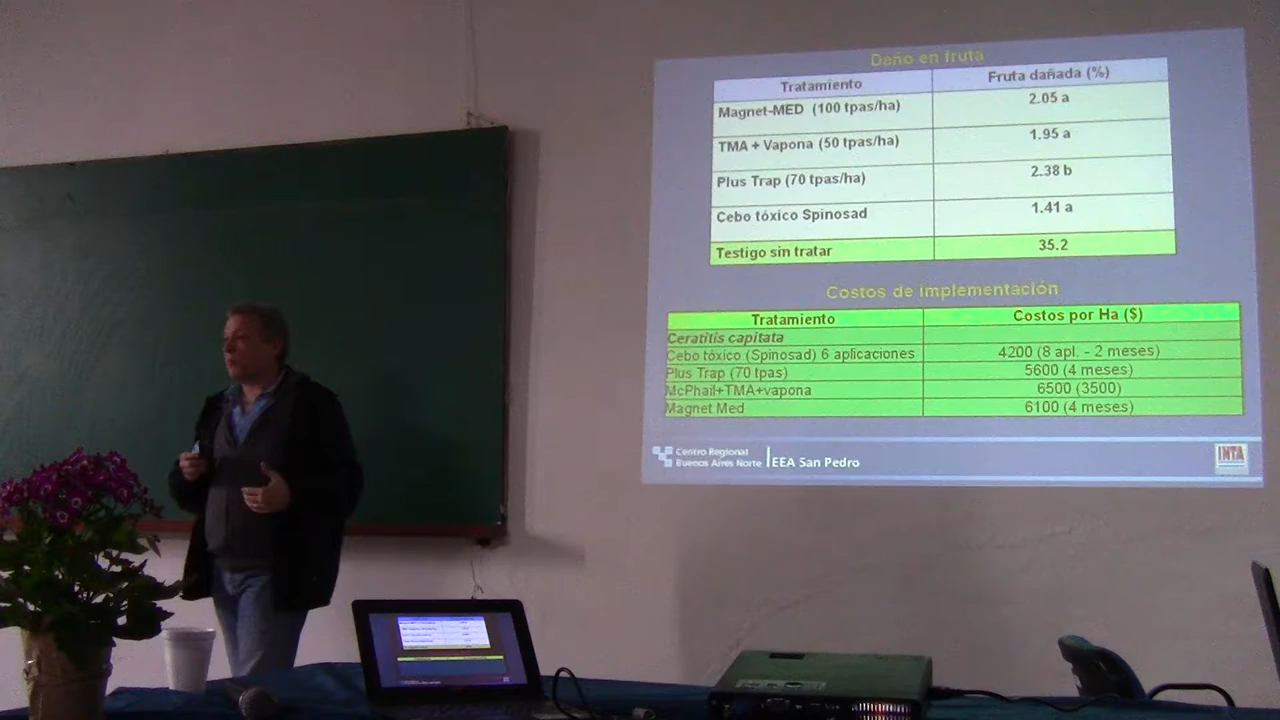 Daño en fruta
Tratamiento Fruta dañada (%)
Magnet-MED (100 tpas/ha) 2.05 a
TMA + Vapona (50 tpas/ha) 1.95 a
Plus Trap (70 tpas/ha) 2.38 b
Cebo tóxico Spinosad 1.41 a
Testigo sin tratar 35.2
Costos de implementación
Tratamiento Costos por Ha ($)
Ceratitis capitata
Cebo tóxico (Spinosad) 6 aplicaciones 4200 (8 apl. - 2 meses)
Plus Trap (70 tpas) 5600 (4 meses)
McPhail+TMA+vapona 6500 (3500)
Magnet Med 6100 (4 meses)
Centro Regional
Buenos Aires Norte
EEA San Pedro
INTA